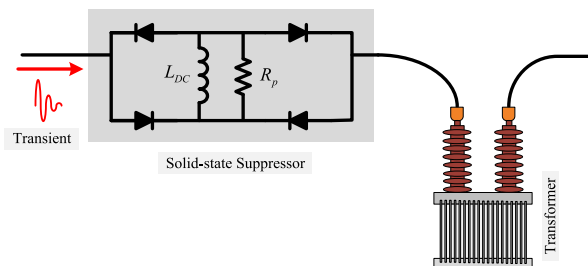 L_DC
R_p
Transient
Solid-state Suppressor
Transformer